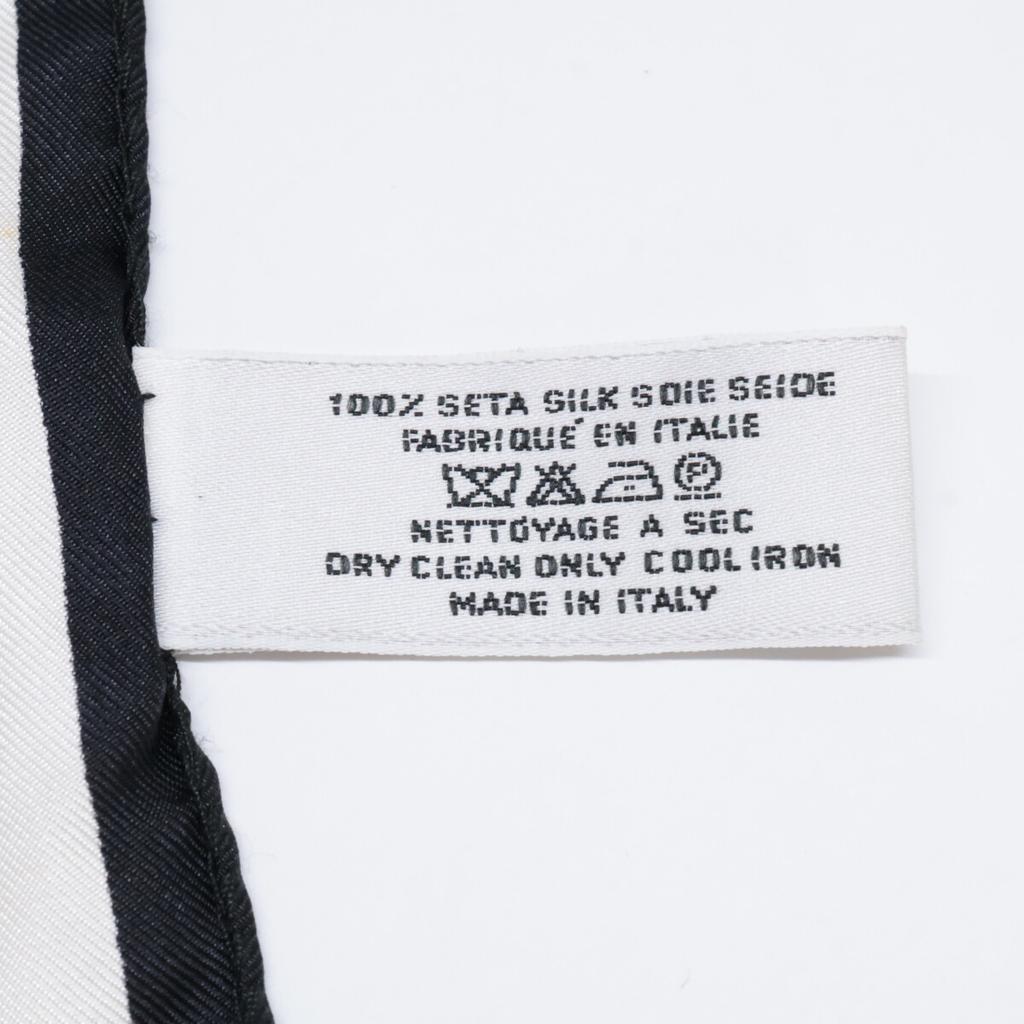 100% SETA SILK SOIE SEIDE
FABRIQUÉ EN ITALIE
P
NETTOYAGE A SEC
DRY CLEAN ONLY COOL IRON
MADE IN ITALY